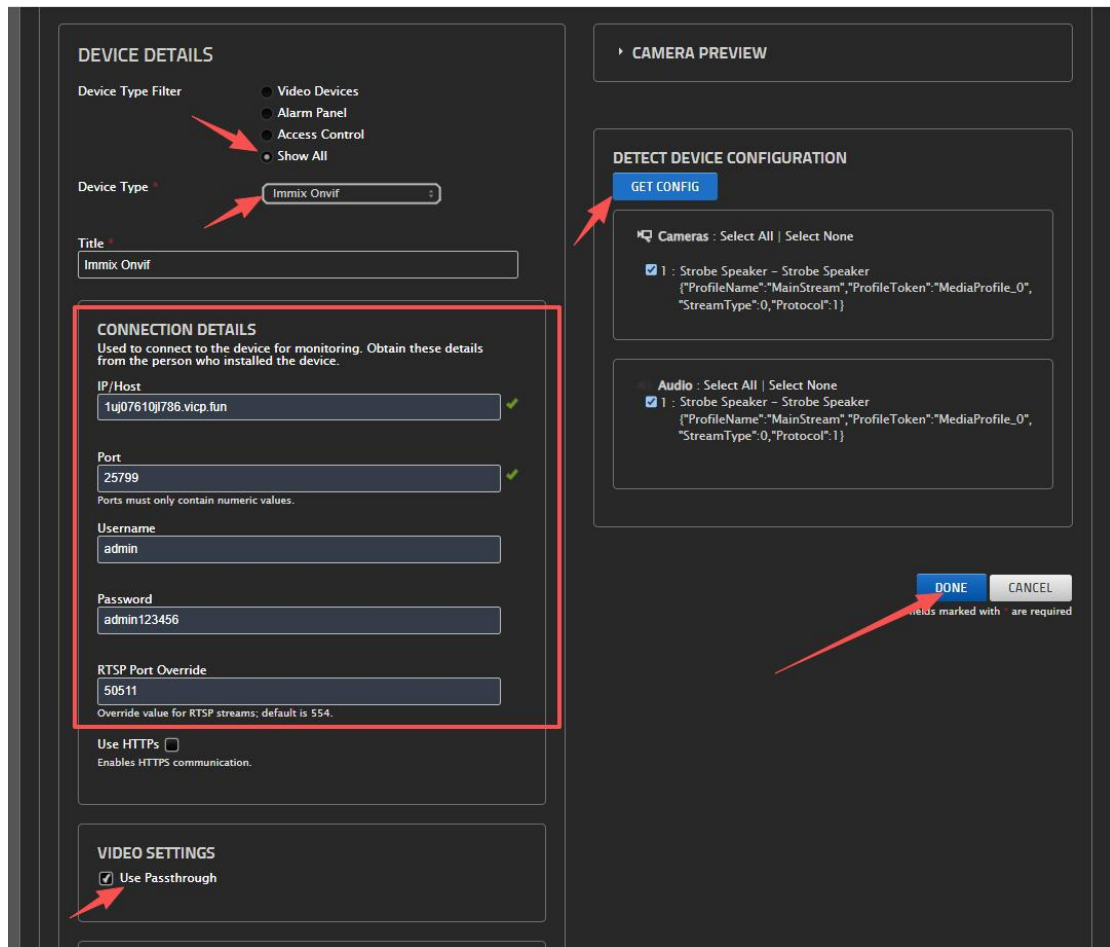 DEVICE DETAILS
Device Type Filter
Video Devices
Alarm Panel
Access Control
Show All
Device Type *
Immix Onvif
Title *
Immix Onvif
CONNECTION DETAILS
Used to connect to the device for monitoring. Obtain these details
from the person who installed the device.
IP/Host
1uj07610jl786.vicp.fun
Port
25799
Ports must only contain numeric values.
Username
admin
Password
admin123456
RTSP Port Override
50511
Override value for RTSP streams; default is 554.
Use HTTPs
Enables HTTPS communication.
VIDEO SETTINGS
Use Passthrough
CAMERA PREVIEW
DETECT DEVICE CONFIGURATION
GET CONFIG
Cameras : Select All | Select None
1 : Strobe Speaker - Strobe Speaker
{"ProfileName":"MainStream","ProfileToken":"MediaProfile_0",
"StreamType":0,"Protocol":1}
Audio : Select All | Select None
1 : Strobe Speaker - Strobe Speaker
{"ProfileName":"MainStream","ProfileToken":"MediaProfile_0",
"StreamType":0,"Protocol":1}
DONE
CANCEL
fields marked with * are required